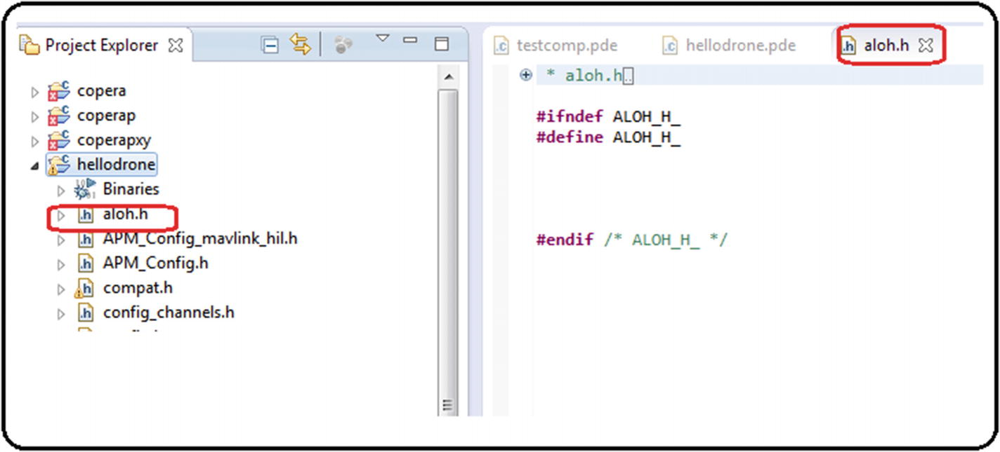 Project Explorer
copera
coperap
coperapxy
hellodrone
Binaries
aloh.h
APM_Config_mavlink_hil.h
APM_Config.h
compat.h
config_channels.h
testcomp.pde
hellodrone.pde
aloh.h
* aloh.h..
#ifndef ALOH_H_
#define ALOH_H_
#endif /* ALOH_H_ */